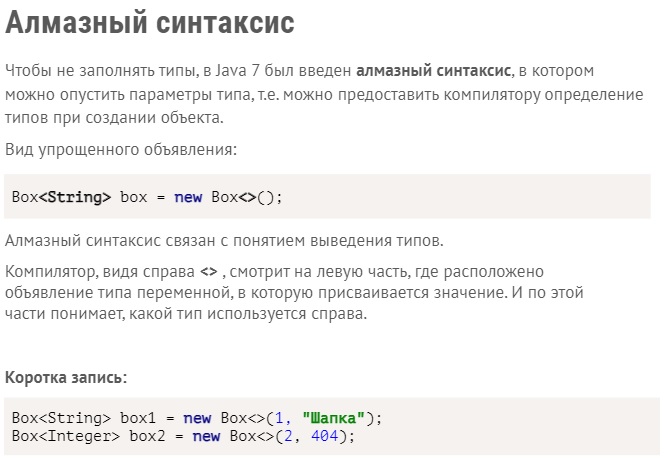 Алмазный синтаксис
Чтобы не заполнять типы, в Java 7 был введен алмазный синтаксис, в котором
можно опустить параметры типа, т.е. можно предоставить компилятору определение
типов при создании объекта.
Вид упрощенного объявления:
Box<String> box = new Box<>();
Алмазный синтаксис связан с понятием выведения типов.
Компилятор, видя справа <> , смотрит на левую часть, где расположено
объявление типа переменной, в которую присваивается значение. И по этой
части понимает, какой тип используется справа.
Коротка запись:
Box<String> box1 = new Box<>(1, "Шапка");
Box<Integer> box2 = new Box<>(2, 404);